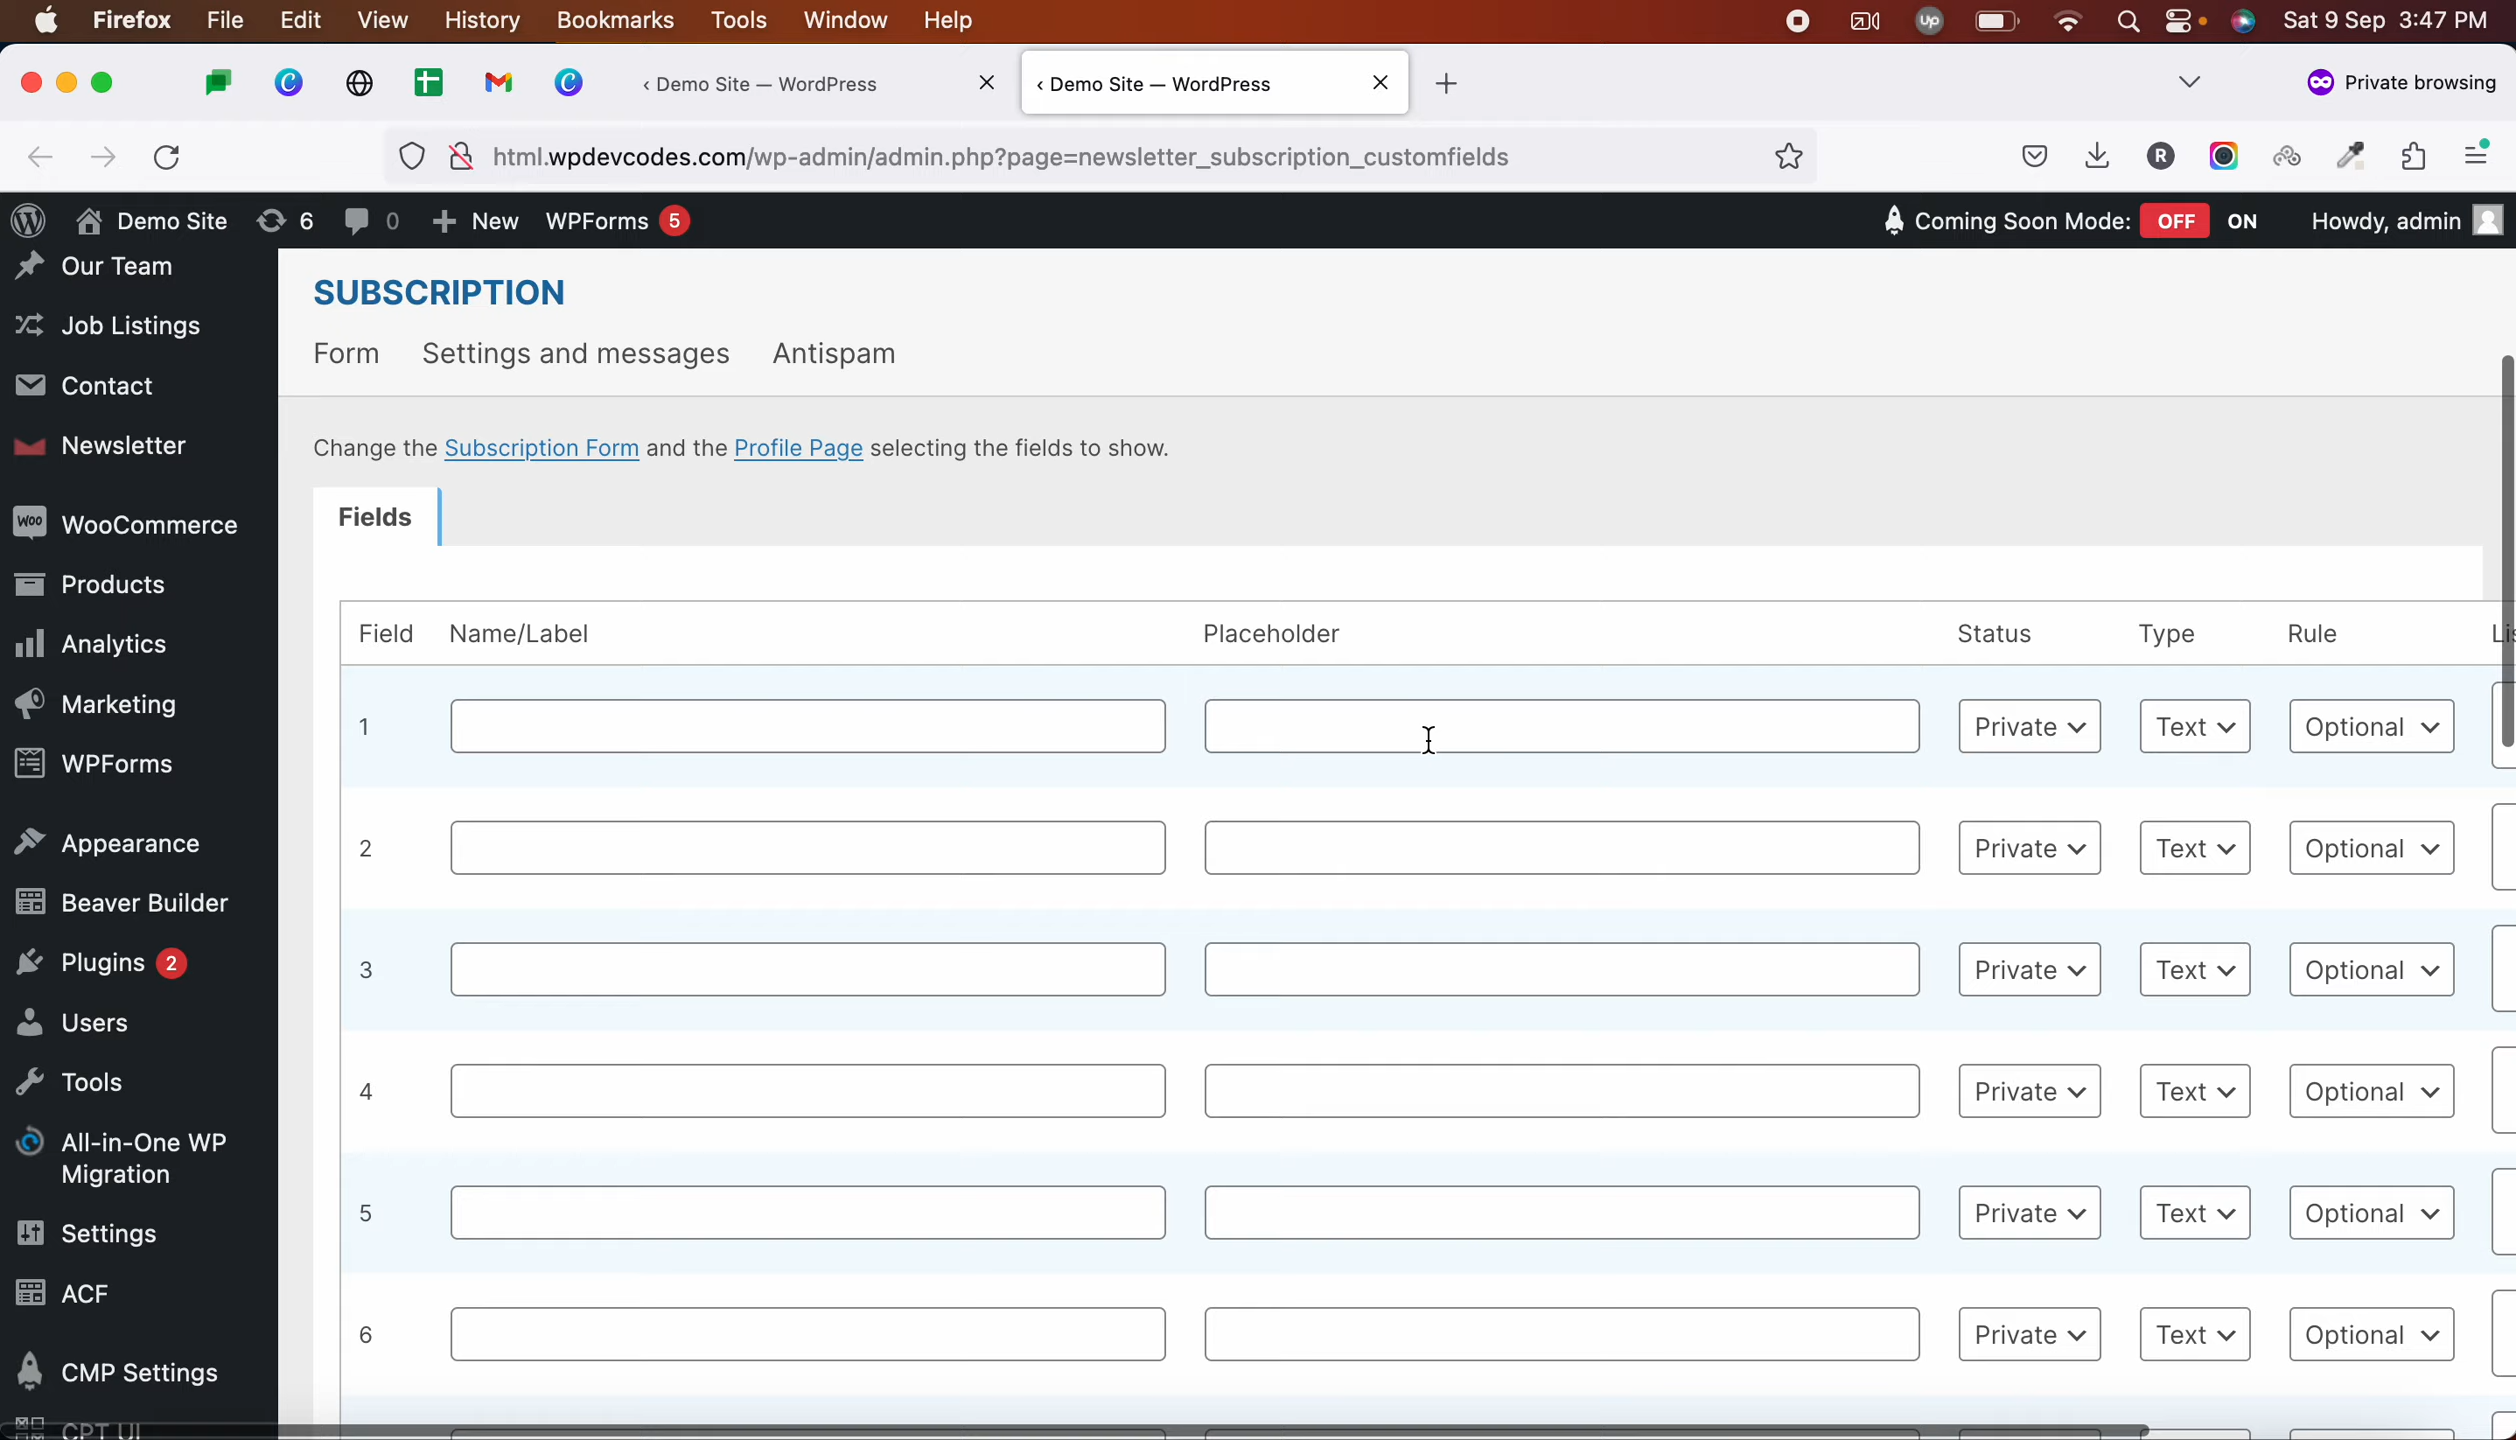 Firefox File Edit View History Bookmarks Tools Window Help
Sat 9 Sep 3:47 PM
‹ Demo Site — WordPress
‹ Demo Site — WordPress
Private browsing
html.wpdevcodes.com/wp-admin/admin.php?page=newsletter_subscription_customfields
Demo Site 6 0 New WPForms 5
Coming Soon Mode: OFF ON Howdy, admin
Our Team
Job Listings
Contact
Newsletter
WooCommerce
Products
Analytics
Marketing
WPForms
Appearance
Beaver Builder
Plugins 2
Users
Tools
All-in-One WP
Migration
Settings
ACF
CMP Settings
CPT UI
SUBSCRIPTION
Form Settings and messages Antispam
Change the Subscription Form and the Profile Page selecting the fields to show.
Fields
Field Name/Label Placeholder Status Type Rule
1 Private Text Optional
2 Private Text Optional
3 Private Text Optional
4 Private Text Optional
5 Private Text Optional
6 Private Text Optional